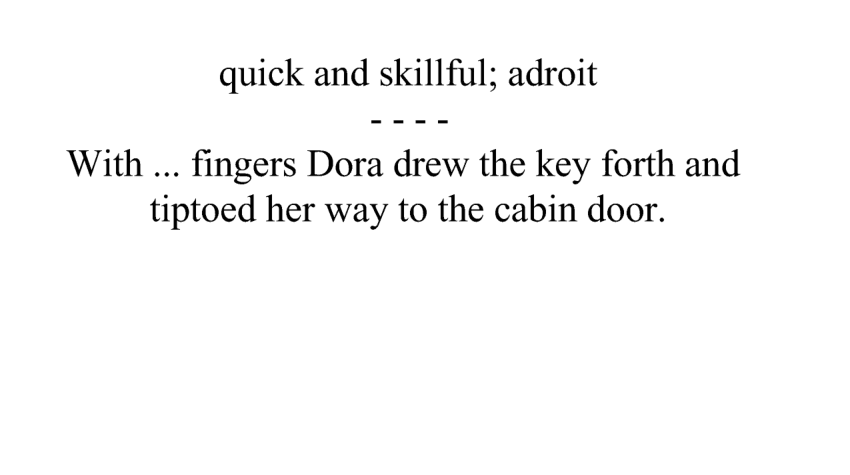 quick and skillful; adroit
- - - -
With ... fingers Dora drew the key forth and
tiptoed her way to the cabin door.